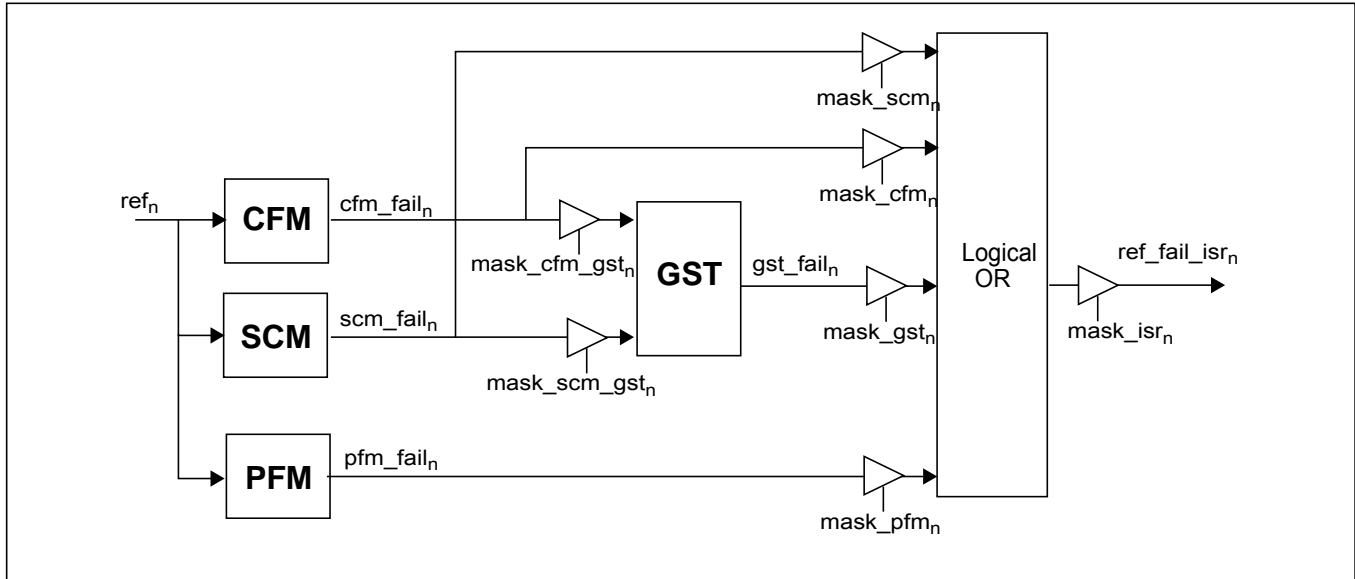 mask_scmn
mask_cfmn
refn
CFM
cfm_failn
mask_cfm_gstn
GST
gst_failn
mask_gstn
Logical
OR
ref_fail_isrn
mask_isrn
SCM
scm_failn
mask_scm_gstn
PFM
pfm_failn
mask_pfmn